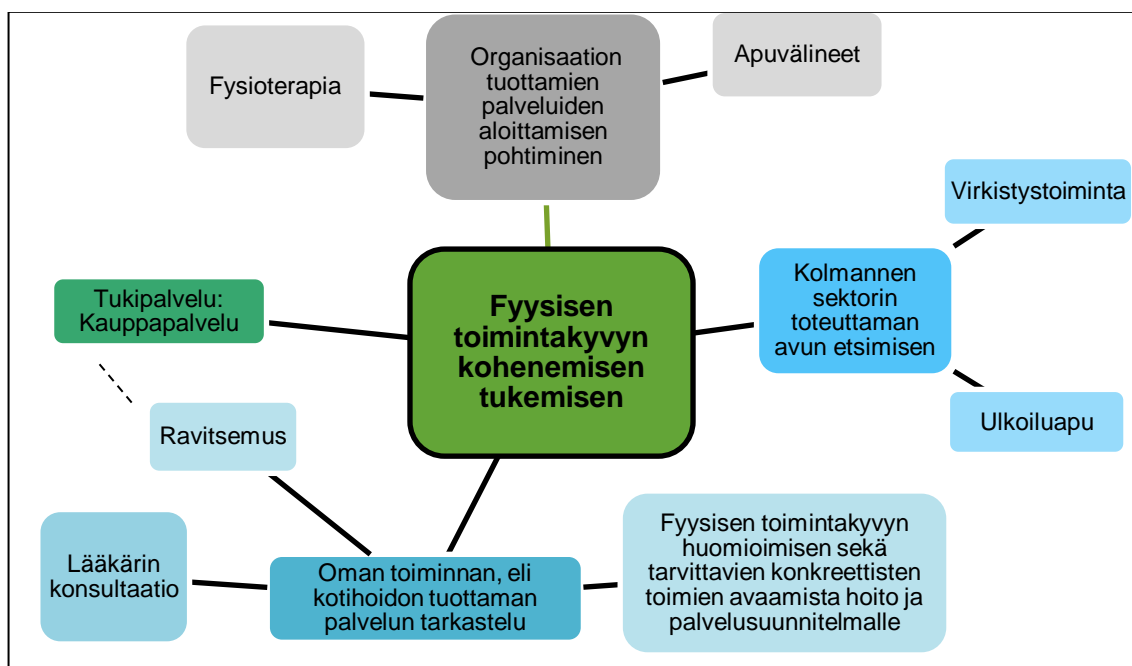 Fysioterapia
Organisaation
tuottamien
palveluiden
aloittamisen
pohtiminen
Apuvälineet
Virkistystoiminta
Tukipalvelu:
Kauppapalvelu
Fyysisen
toimintakyvyn
kohenemisen
tukemisen
Kolmannen
sektorin
toteuttaman
avun etsimisen
Ravitsemus
Ulkoiluapu
Lääkärin
konsultaatio
Oman toiminnan, eli
kotihoidon tuottaman
palvelun tarkastelu
Fyysisen toimintakyvyn
huomioimisen sekä
tarvittavien konkreettisten
toimien avaamista hoito ja
palvelusuunnitelmalle